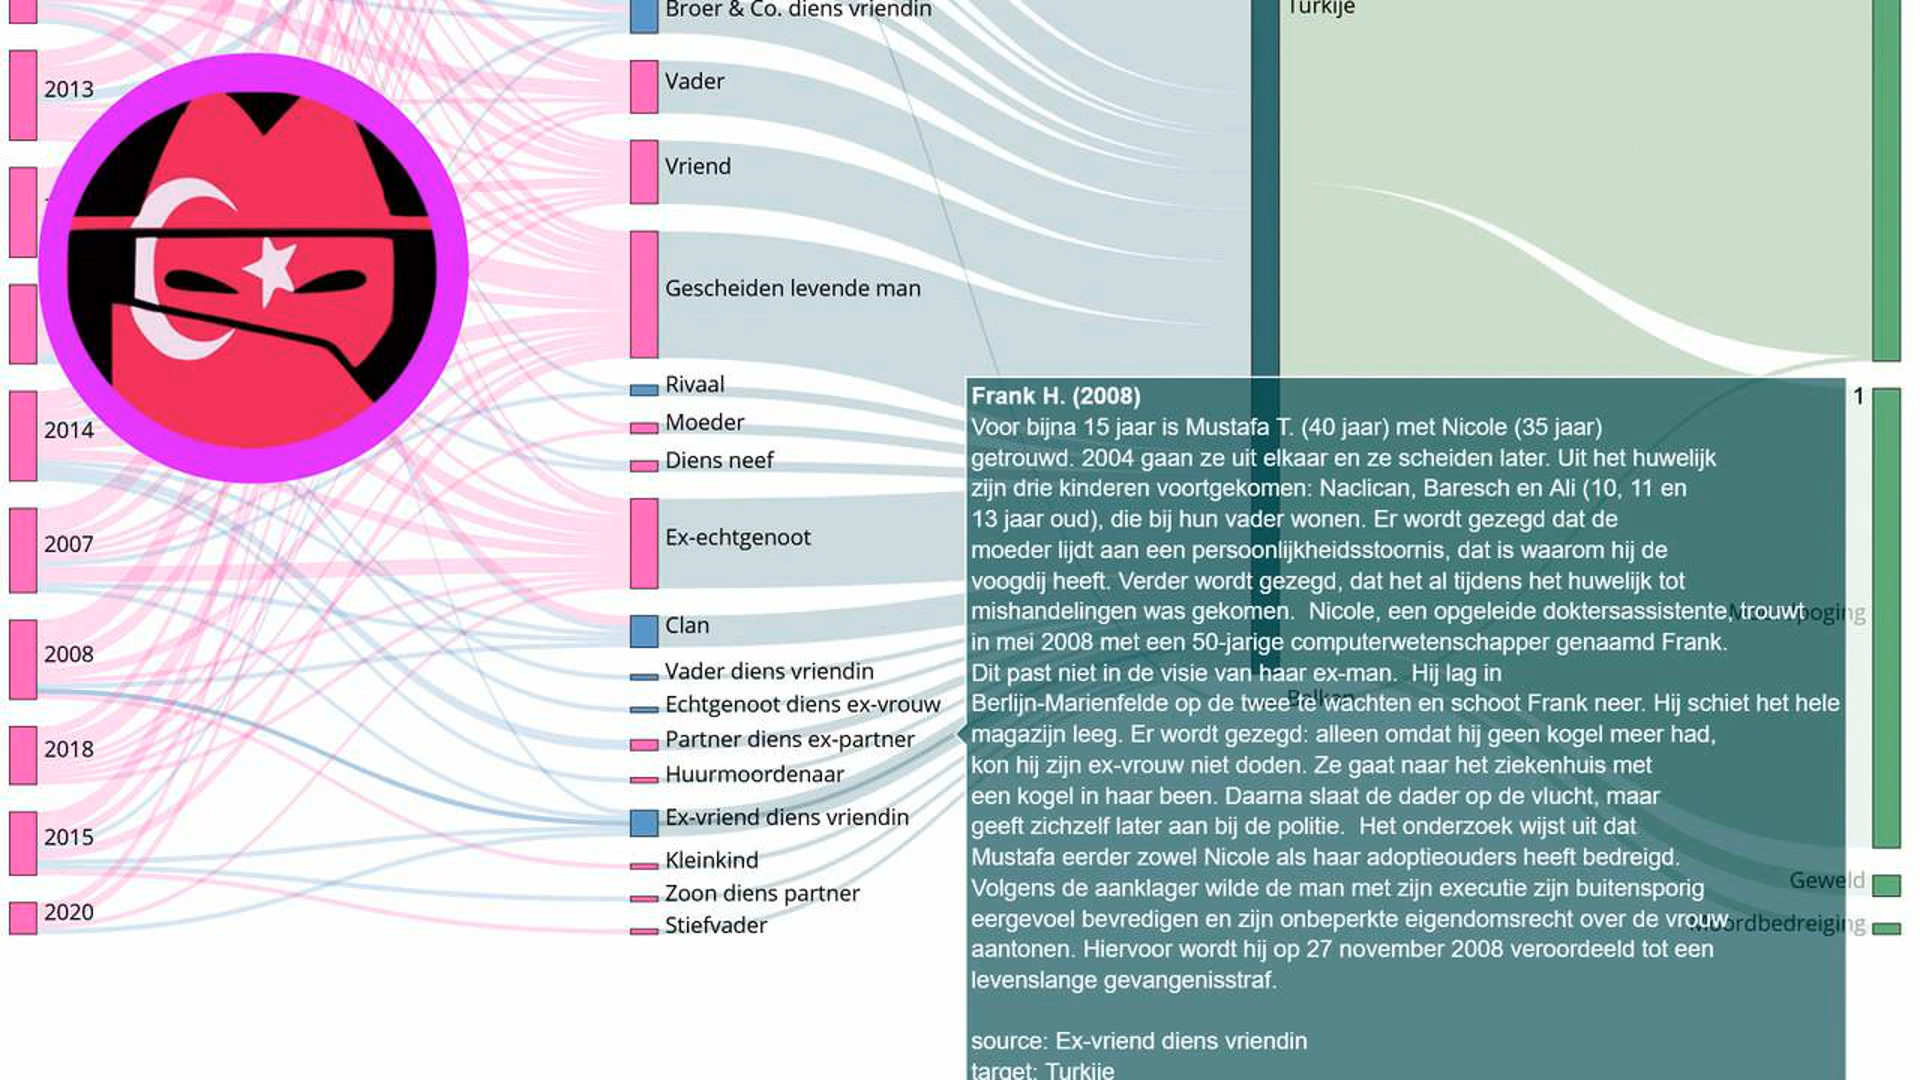 2013
2014
2007
2008
2018
2015
2020
Broer & Co. diens vriendin
Vader
Vriend
Gescheiden levende man
Rivaal
Moeder
Diens neef
Ex-echtgenoot
Clan
Vader diens vriendin
Echtgenoot diens ex-vrouw
Partner diens ex-partner
Huurmoordenaar
Ex-vriend diens vriendin
Kleinkind
Zoon diens partner
Stiefvader
Turkije
Balkan
Frank H. (2008)
Voor bijna 15 jaar is Mustafa T. (40 jaar) met Nicole (35 jaar)
getrouwd. 2004 gaan ze uit elkaar en ze scheiden later. Uit het huwelijk
zijn drie kinderen voortgekomen: Naclican, Baresch en Ali (10, 11 en
13 jaar oud), die bij hun vader wonen. Er wordt gezegd dat de
moeder lijdt aan een persoonlijkheidsstoornis, dat is waarom hij de
voogdij heeft. Verder wordt gezegd, dat het al tijdens het huwelijk tot
mishandelingen was gekomen.  Nicole, een opgeleide doktersassistente, trouwt
in mei 2008 met een 50-jarige computerwetenschapper genaamd Frank.
Dit past niet in de visie van haar ex-man.  Hij lag in
Berlijn-Marienfelde op de twee te wachten en schoot Frank neer. Hij schiet het hele
magazijn leeg. Er wordt gezegd: alleen omdat hij geen kogel meer had,
kon hij zijn ex-vrouw niet doden. Ze gaat naar het ziekenhuis met
een kogel in haar been. Daarna slaat de dader op de vlucht, maar
geeft zichzelf later aan bij de politie.  Het onderzoek wijst uit dat
Mustafa eerder zowel Nicole als haar adoptieouders heeft bedreigd.
Volgens de aanklager wilde de man met zijn executie zijn buitensporig
eergevoel bevredigen en zijn onbeperkte eigendomsrecht over de vrouw
aantonen. Hiervoor wordt hij op 27 november 2008 veroordeeld tot een
levenslange gevangenisstraf.
source: Ex-vriend diens vriendin
target: Turkije
1
Geweld
Moordbedreiging